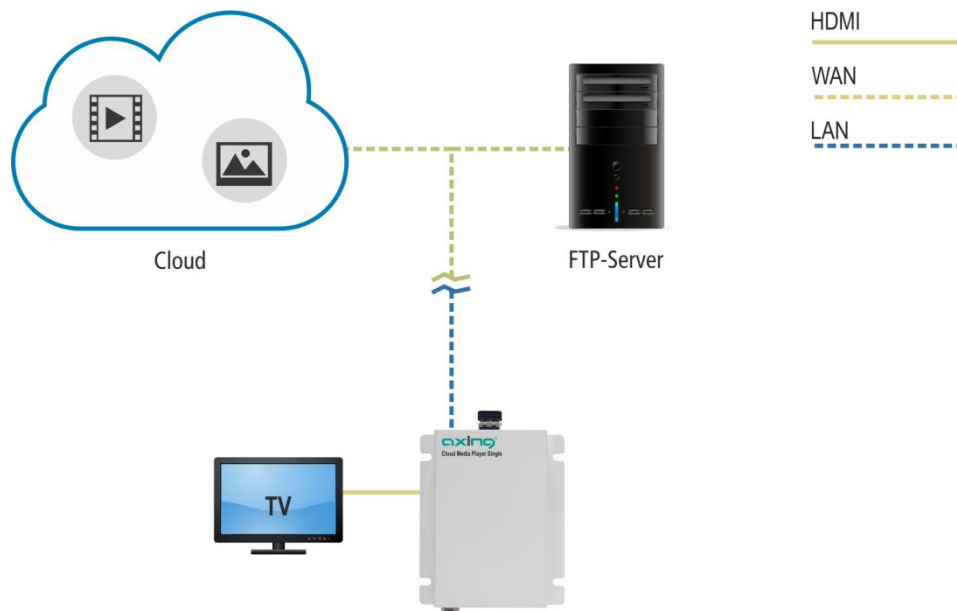 HDMI
WAN
LAN
Cloud
FTP-Server
axing
Cloud Media Player Single
TV